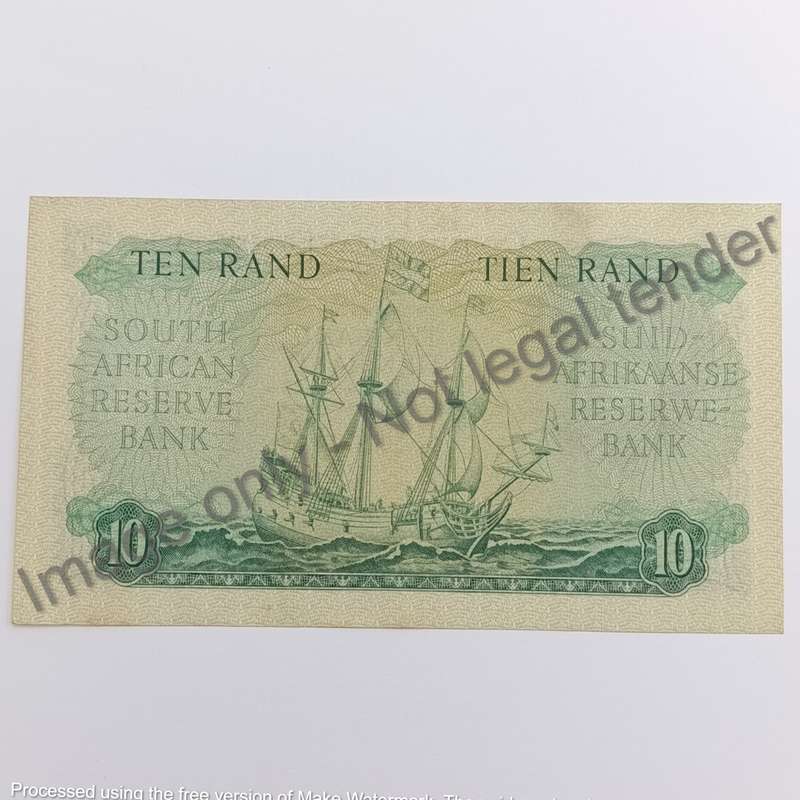 TEN RAND
TIEN RAND
SOUTH
AFRICAN
RESERVE
BANK
SUID-
AFRIKAANSE
RESERWE-
BANK
10
10
Image only - Not legal tender
Processed using the free version of Make Watermark. The